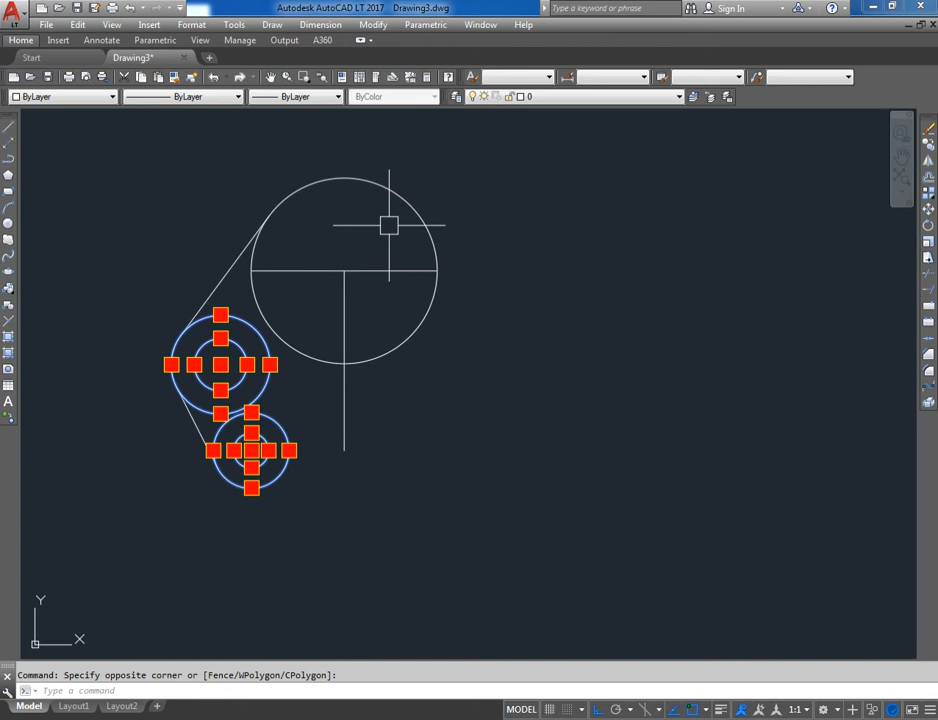 Autodesk AutoCAD LT 2017 Drawing3.dwg
Type a keyword or phrase
Sign In
LT
File Edit View Insert Format Tools Draw Dimension Modify Parametric Window Help
Home Insert Annotate Parametric View Manage Output A360
Start
Drawing3*
ByLayer
ByLayer
ByLayer
ByColor
0
Y
X
Command: Specify opposite corner or [Fence/WPolygon/CPolygon]:
Type a command
Model Layout1 Layout2 +
MODEL
1:1